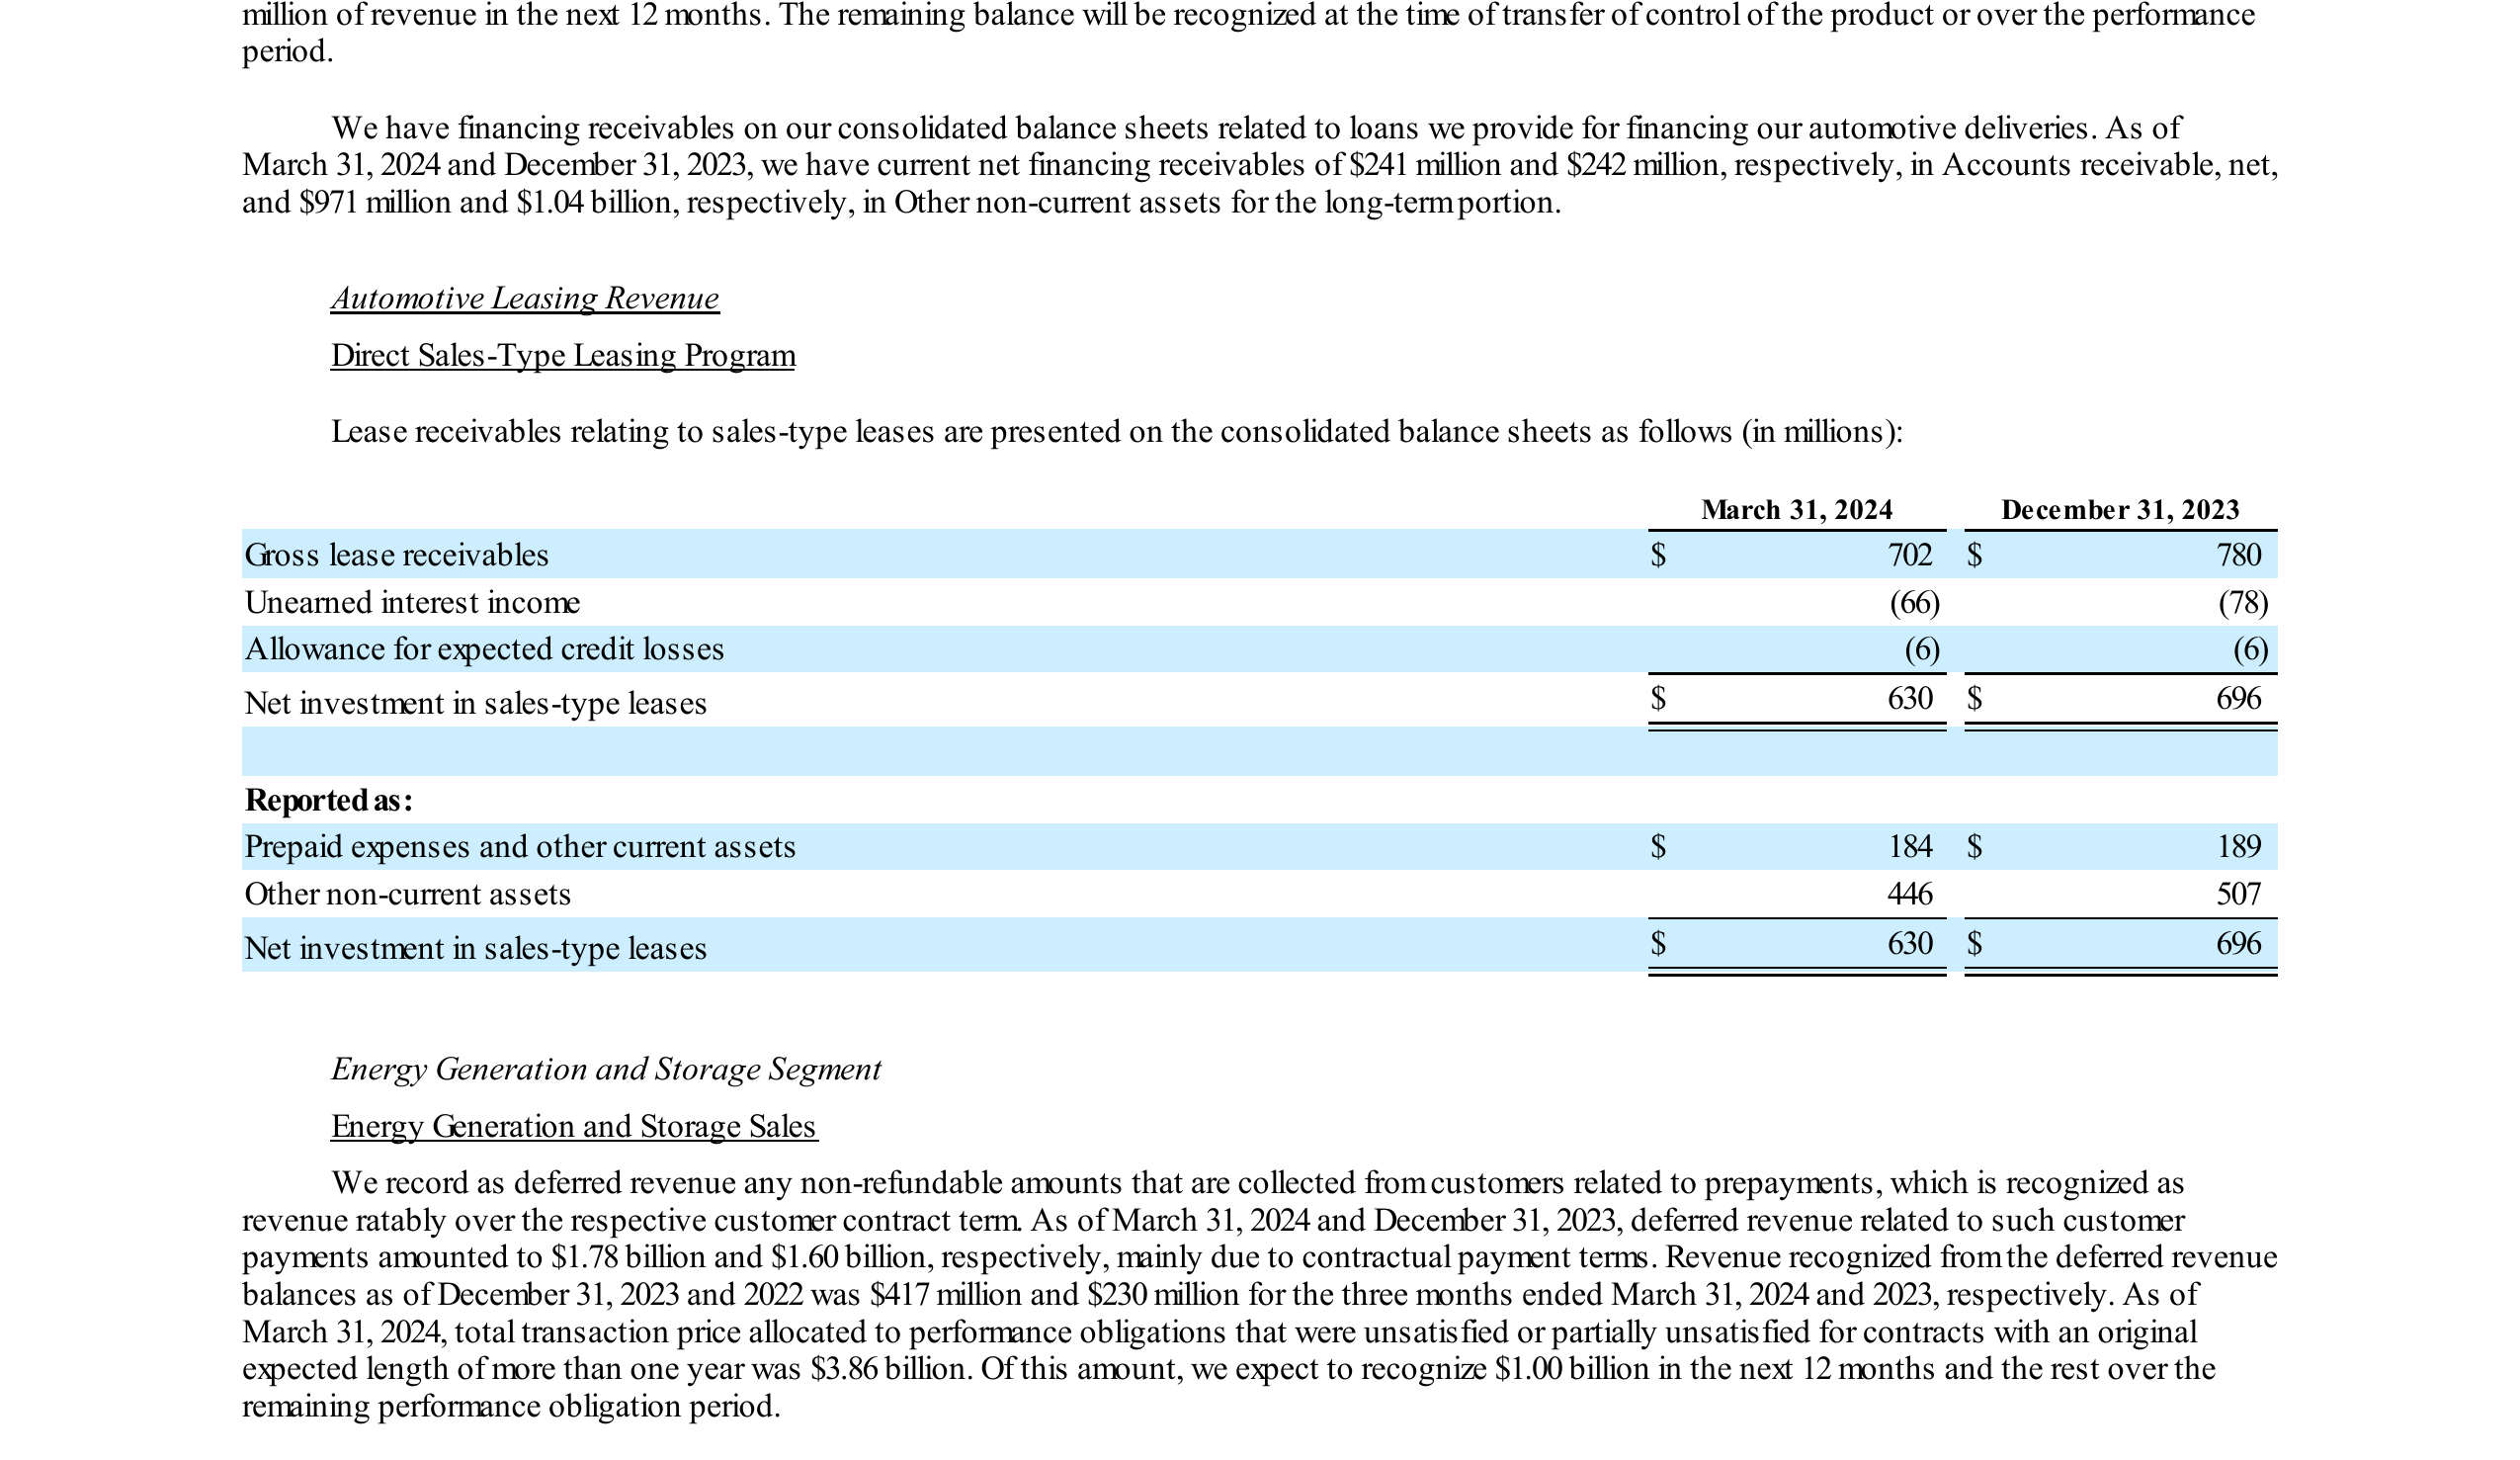 million of revenue in the next 12 months. The remaining balance will be recognized at the time of transfer of control of the product or over the performance
period.
We have financing receivables on our consolidated balance sheets related to loans we provide for financing our automotive deliveries. As of
March 31, 2024 and December 31, 2023, we have current net financing receivables of $241 million and $242 million, respectively, in Accounts receivable, net,
and $971 million and $1.04 billion, respectively, in Other non-current assets for the long-term portion.
Automotive Leasing Revenue
Direct Sales-Type Leasing Program
Lease receivables relating to sales-type leases are presented on the consolidated balance sheets as follows (in millions):
March 31, 2024 December 31, 2023
Gross lease receivables $ 702 $ 780
Unearned interest income (66) (78)
Allowance for expected credit losses (6) (6)
Net investment in sales-type leases $ 630 $ 696
Reported as:
Prepaid expenses and other current assets $ 184 $ 189
Other non-current assets 446 507
Net investment in sales-type leases $ 630 $ 696
Energy Generation and Storage Segment
Energy Generation and Storage Sales
We record as deferred revenue any non-refundable amounts that are collected from customers related to prepayments, which is recognized as
revenue ratably over the respective customer contract term. As of March 31, 2024 and December 31, 2023, deferred revenue related to such customer
payments amounted to $1.78 billion and $1.60 billion, respectively, mainly due to contractual payment terms. Revenue recognized from the deferred revenue
balances as of December 31, 2023 and 2022 was $417 million and $230 million for the three months ended March 31, 2024 and 2023, respectively. As of
March 31, 2024, total transaction price allocated to performance obligations that were unsatisfied or partially unsatisfied for contracts with an original
expected length of more than one year was $3.86 billion. Of this amount, we expect to recognize $1.00 billion in the next 12 months and the rest over the
remaining performance obligation period.